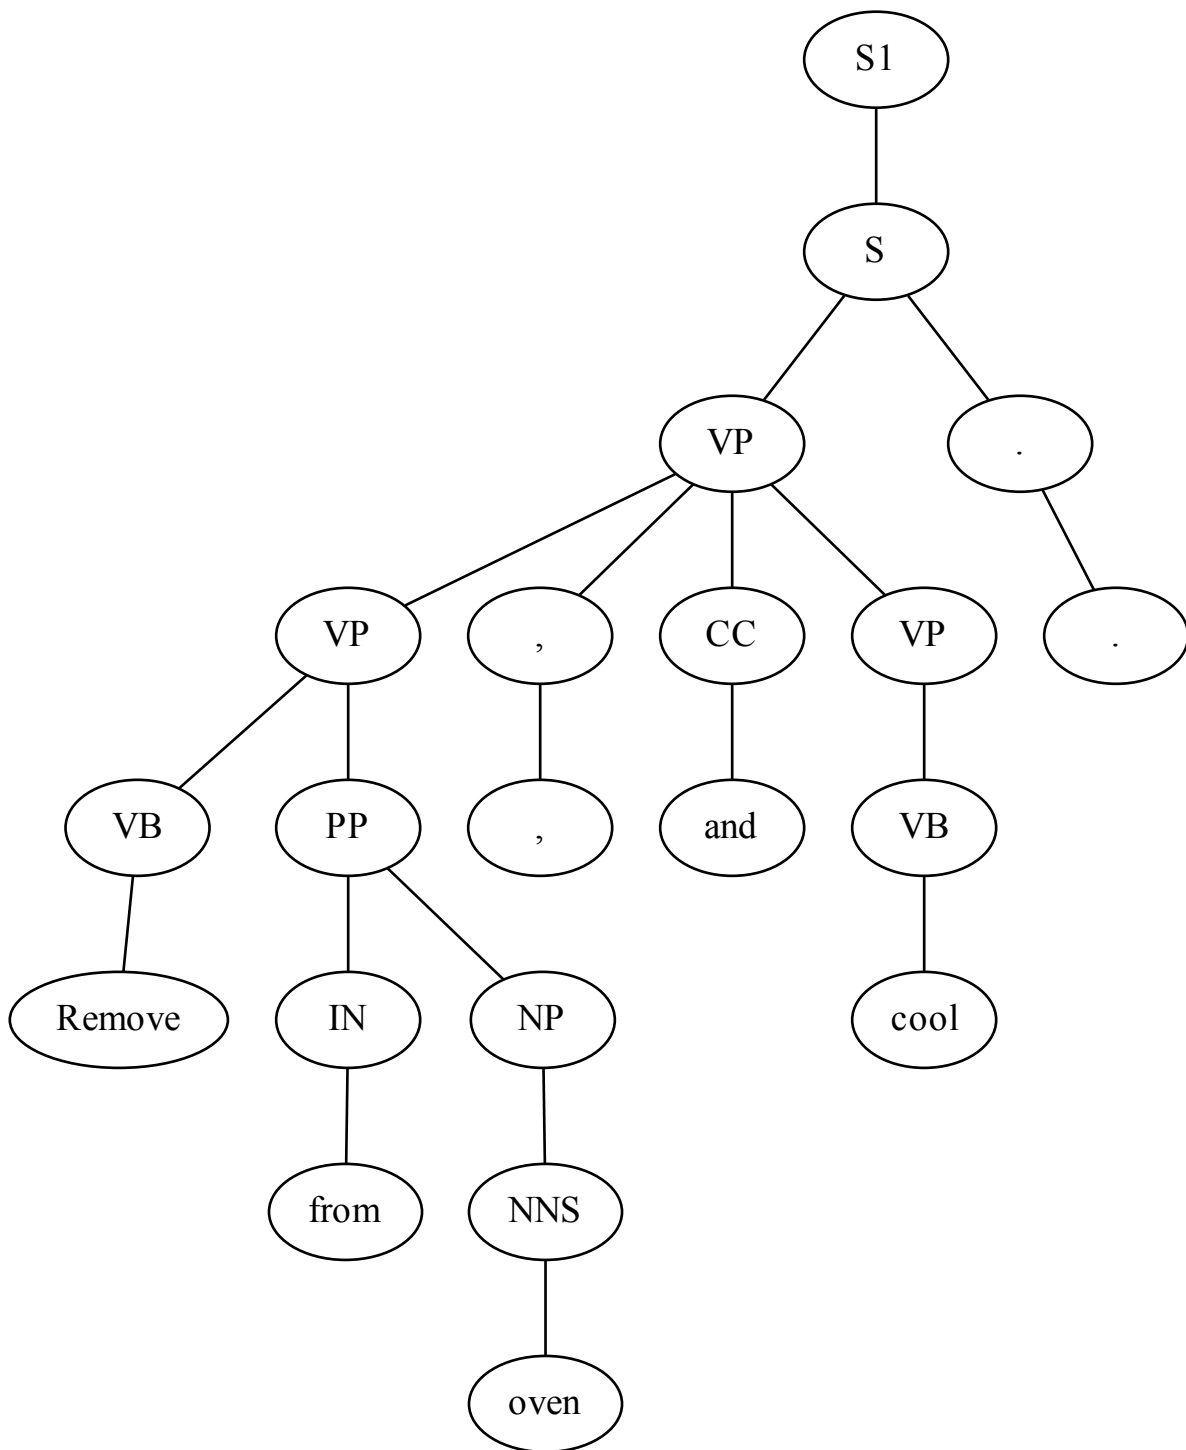 S1
S
VP .
VP , CC VP .
VB PP , and VB
Remove IN NP cool
from NNS
oven